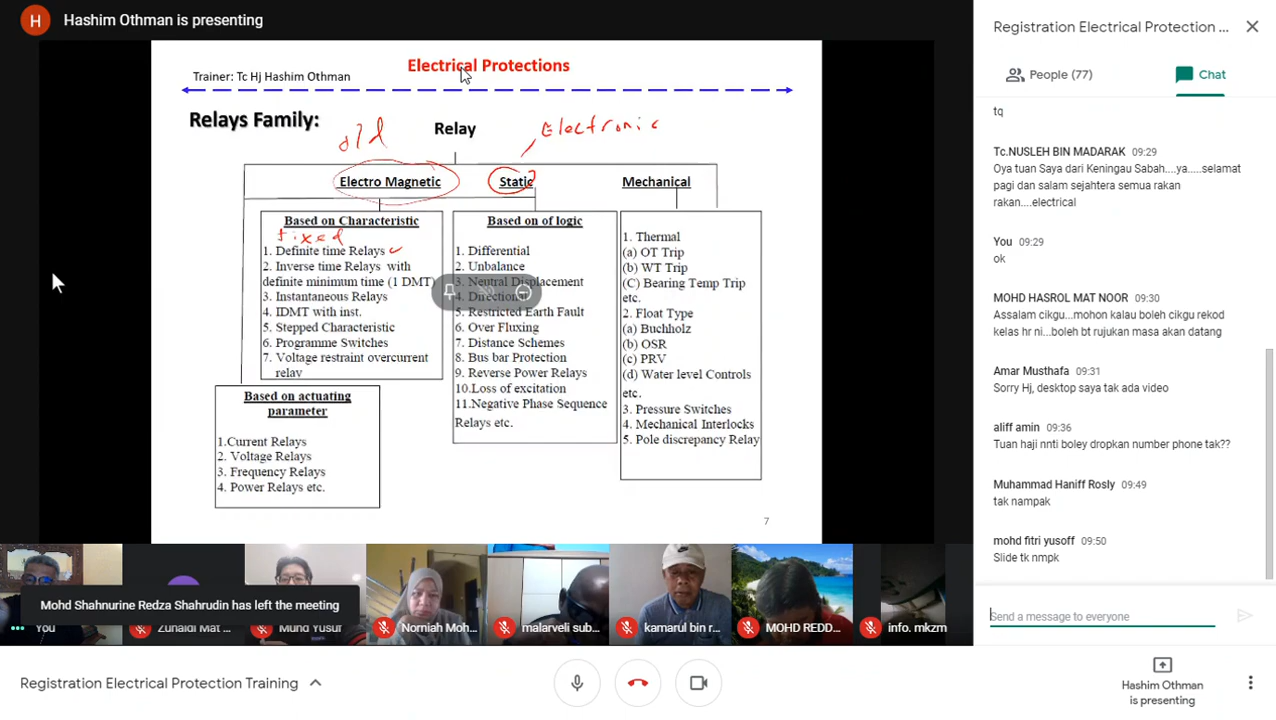 H Hashim Othman is presenting
Trainer: Tc Hj Hashim Othman
Electrical Protections
Relays Family:
old
Relay
Electronic
Electro Magnetic
Static
Mechanical
Based on Characteristic
fixed
1. Definite time Relays
2. Inverse time Relays with
definite minimum time (1 DMT)
3. Instantaneous Relays
4. IDMT with inst.
5. Stepped Characteristic
6. Programme Switches
7. Voltage restraint overcurrent
relay
Based on actuating
parameter
1.Current Relays
2. Voltage Relays
3. Frequency Relays
4. Power Relays etc.
Based on of logic
1. Differential
2. Unbalance
3. Neutral Displacement
4. Directional
5. Restricted Earth Fault
6. Over Fluxing
7. Distance Schemes
8. Bus bar Protection
9. Reverse Power Relays
10.Loss of excitation
11.Negative Phase Sequence
Relays etc.
1. Thermal
(a) OT Trip
(b) WT Trip
(C) Bearing Temp Trip
etc.
2. Float Type
(a) Buchholz
(b) OSR
(c) PRV
(d) Water level Controls
etc.
3. Pressure Switches
4. Mechanical Interlocks
5. Pole discrepancy Relay
7
Mohd Shahnurine Redza Shahrudin has left the meeting
You
Zunaidi Mat ...
Muhd Yusuf
Normiah Moh...
malarveli sub...
kamarul bin r...
MOHD REDD...
info. mkzm
Registration Electrical Protection Training
Registration Electrical Protection ...
People (77)
Chat
tq
Tc.NUSLEH BIN MADARAK 09:29
Oya tuan Saya dari Keningau Sabah....ya.....selamat
pagi dan salam sejahtera semua rakan
rakan....electrical
You 09:29
ok
MOHD HASROL MAT NOOR 09:30
Assalam cikgu...mohon kalau boleh cikgu rekod
kelas hr ni...boleh bt rujukan masa akan datang
Amar Musthafa 09:31
Sorry Hj, desktop saya tak ada video
aliff amin 09:36
Tuan haji nnti boley dropkan number phone tak??
Muhammad Haniff Rosly 09:49
tak nampak
mohd fitri yusoff 09:50
Slide tk nmpk
Send a message to everyone
Hashim Othman
is presenting